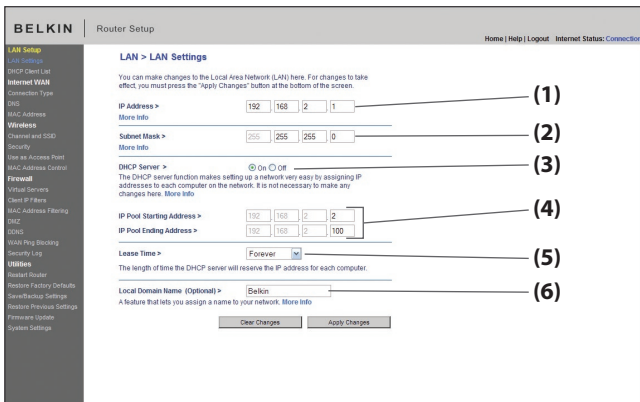 BELKIN
Router Setup
Home | Help | Logout Internet Status: Connection
LAN Setup
LAN Settings
DHCP Client List
Internet WAN
Connection Type
DNS
MAC Address
Wireless
Channel and SSID
Security
Use as Access Point
MAC Address Control
Firewall
Virtual Servers
Client IP Filters
MAC Address Filtering
DMZ
DDNS
WAN Ping Blocking
Security Log
Utilities
Restart Router
Restore Factory Defaults
Save/Backup Settings
Restore Previous Settings
Firmware Update
System Settings
LAN > LAN Settings
You can make changes to the Local Area Network (LAN) here. For changes to take
effect, you must press the "Apply Changes" button at the bottom of the screen.
IP Address > 192 . 168 . 2 . 1 (1)
More Info
Subnet Mask > 255 . 255 . 255 . 0 (2)
More Info
DHCP Server > On Off (3)
The DHCP server function makes setting up a network very easy by assigning IP
addresses to each computer on the network. It is not necessary to make any
changes here. More Info
IP Pool Starting Address > 192 . 168 . 2 . 2 (4)
IP Pool Ending Address > 192 . 168 . 2 . 100
Lease Time > Forever (5)
The length of time the DHCP server will reserve the IP address for each computer.
Local Domain Name (Optional) > Belkin (6)
A feature that lets you assign a name to your network. More Info
Clear Changes Apply Changes